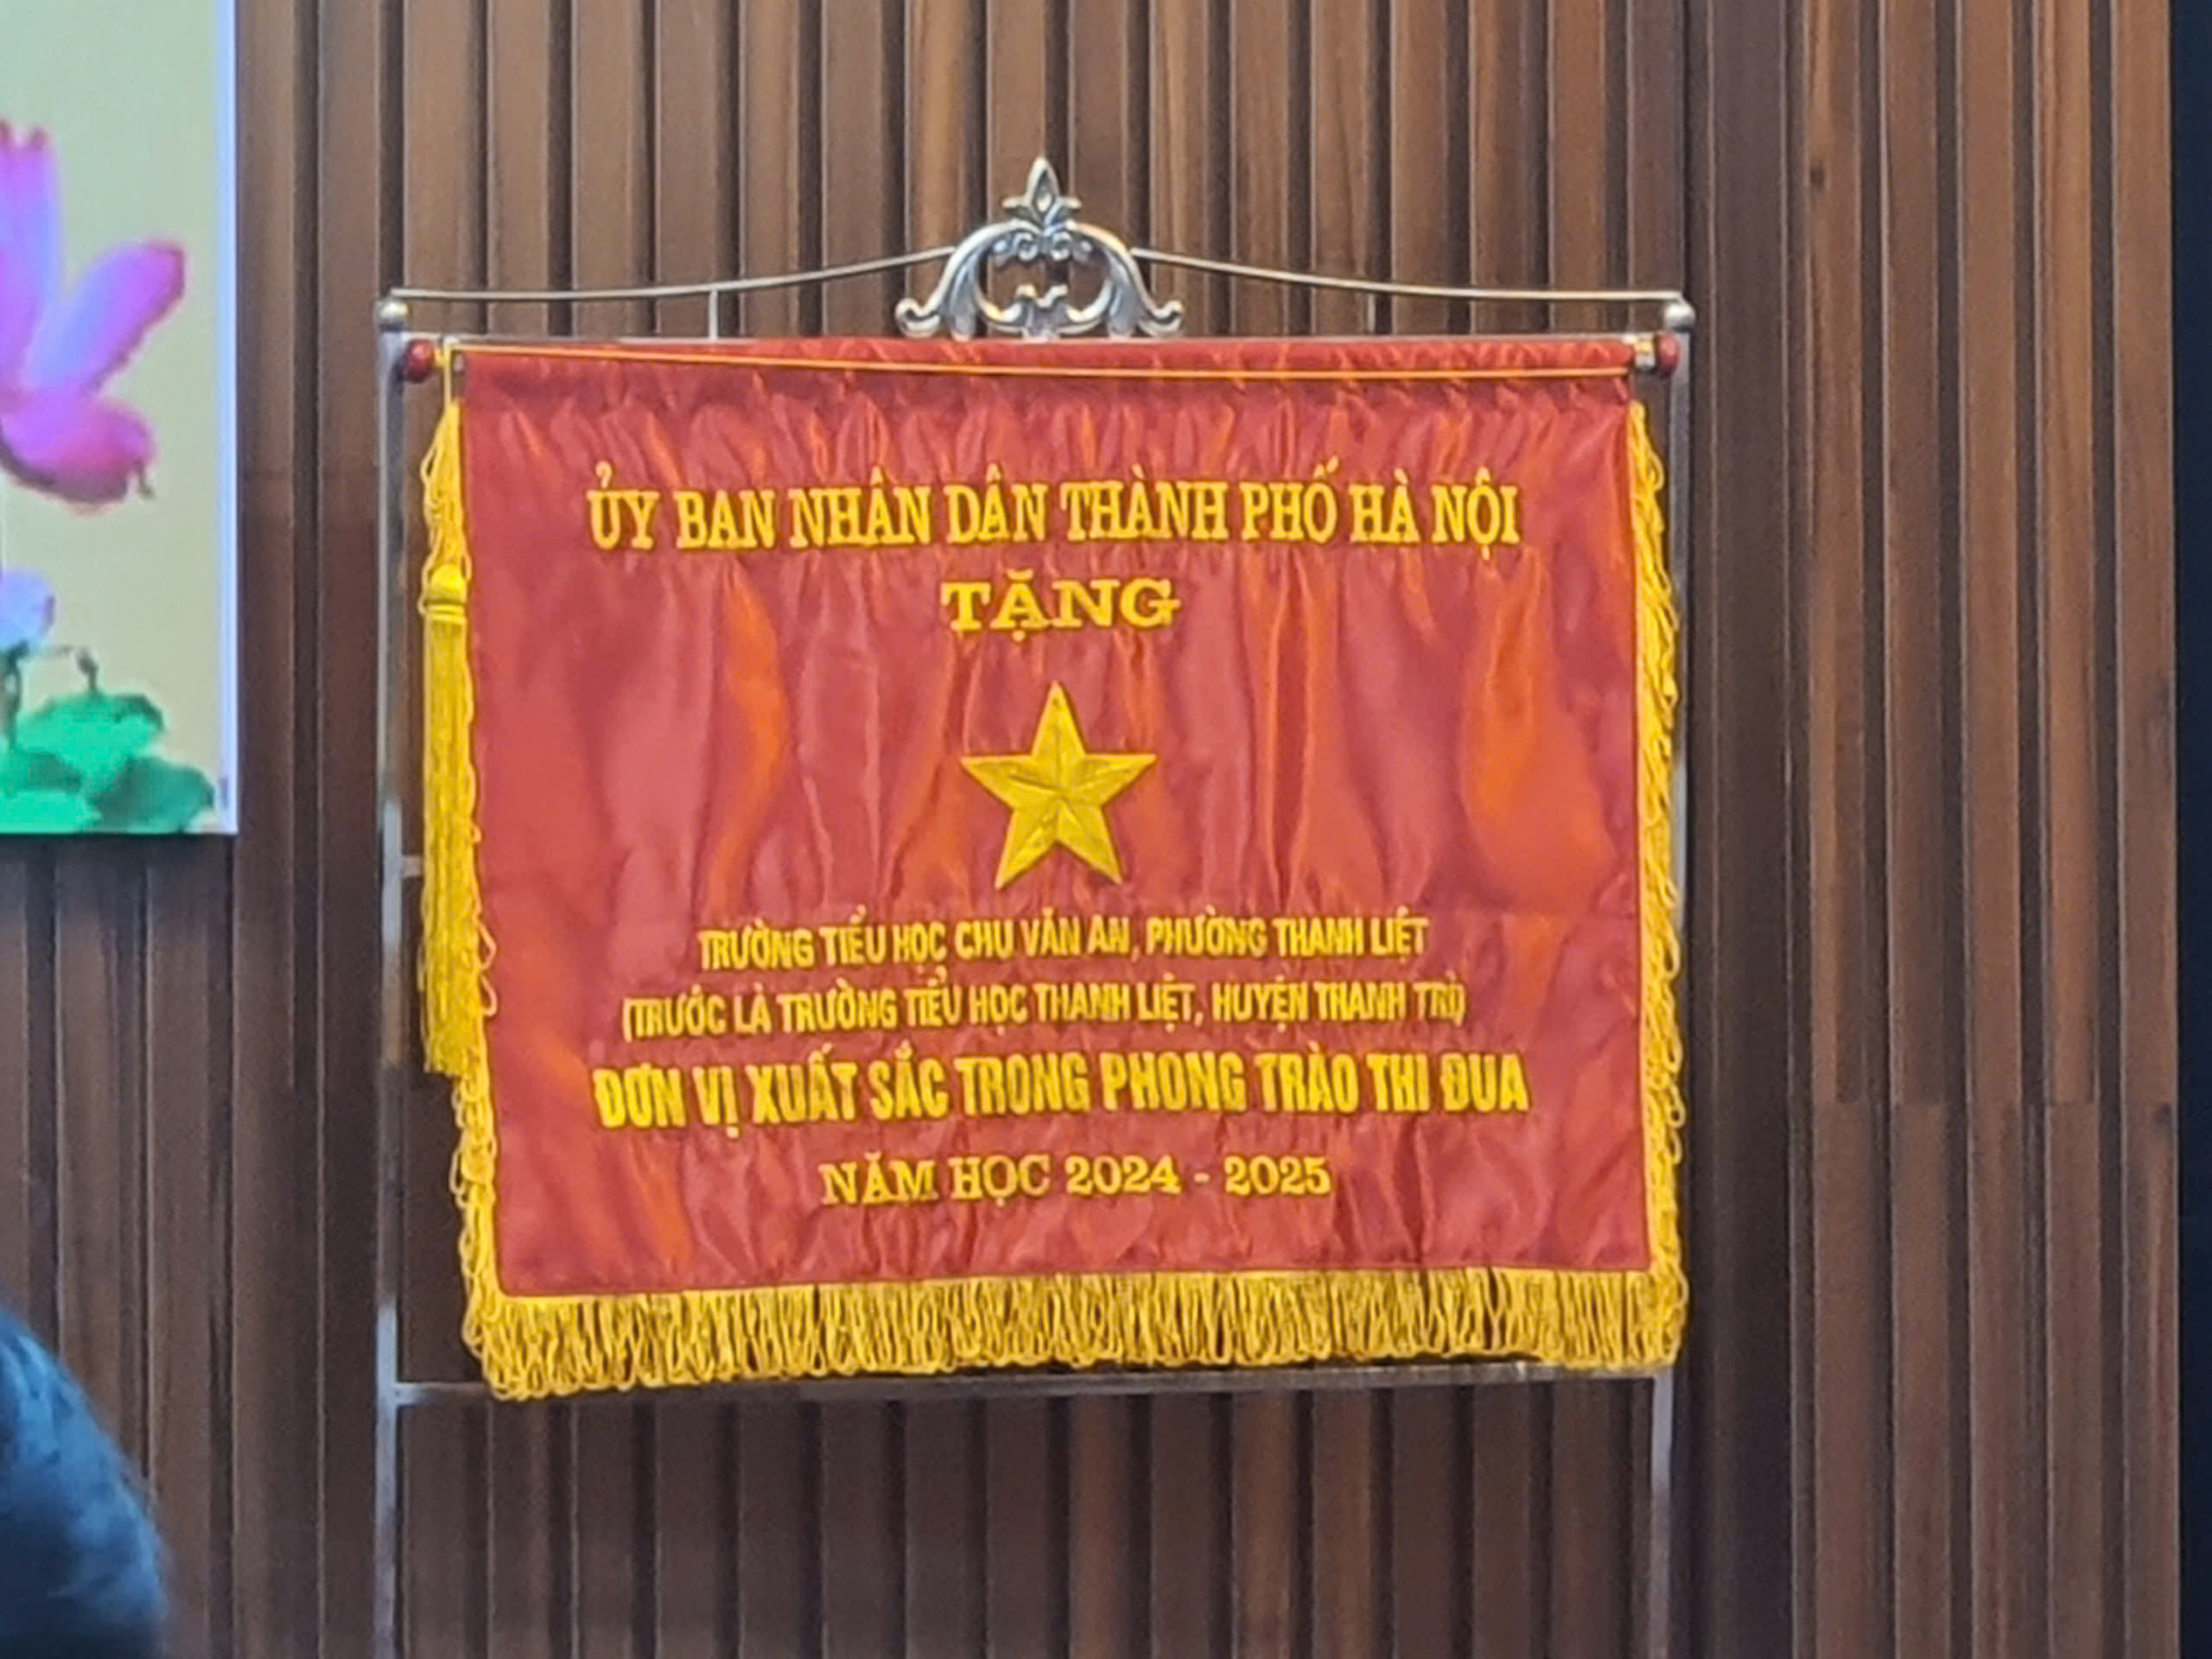 ỦY BAN NHÂN DÂN THÀNH PHỐ HÀ NỘI
TẶNG
TRƯỜNG TIỂU HỌC CHU VĂN AN, PHƯỜNG THANH LIỆT
(TRƯỚC LÀ TRƯỜNG TIỂU HỌC THANH LIỆT, HUYỆN THANH TRÌ)
ĐƠN VỊ XUẤT SẮC TRONG PHONG TRÀO THI ĐUA
NĂM HỌC 2024 - 2025